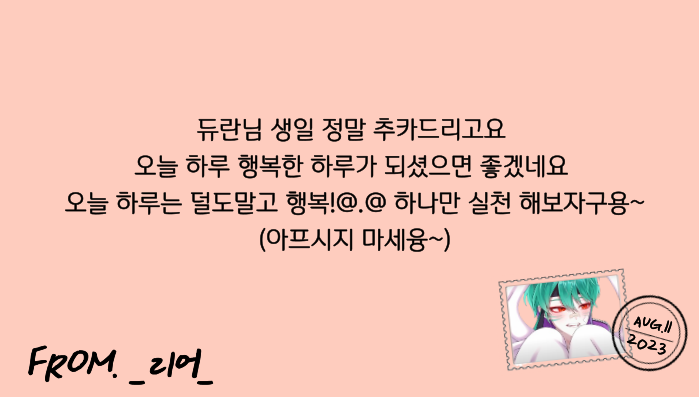 듀란님 생일 정말 추카드리고요
오늘 하루 행복한 하루가 되셨으면 좋겠네요
오늘 하루는 덜도말고 행복!@.@ 하나만 실천 해보자구용~
(아프시지 마세융~)
FROM. _리어_
AUG.11
2023